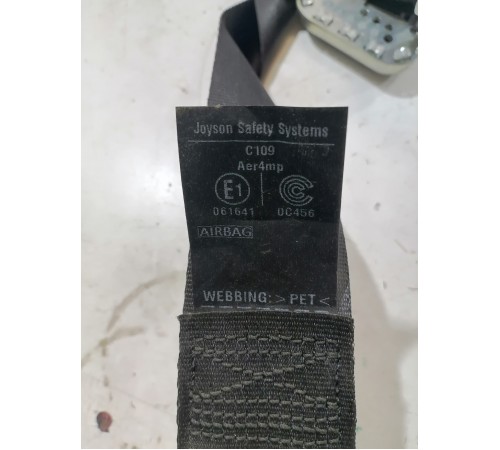 Joyson Safety Systems
C109
Aer4mp
E1
061641 0C456
AIRBAG
WEBBING: > PET <